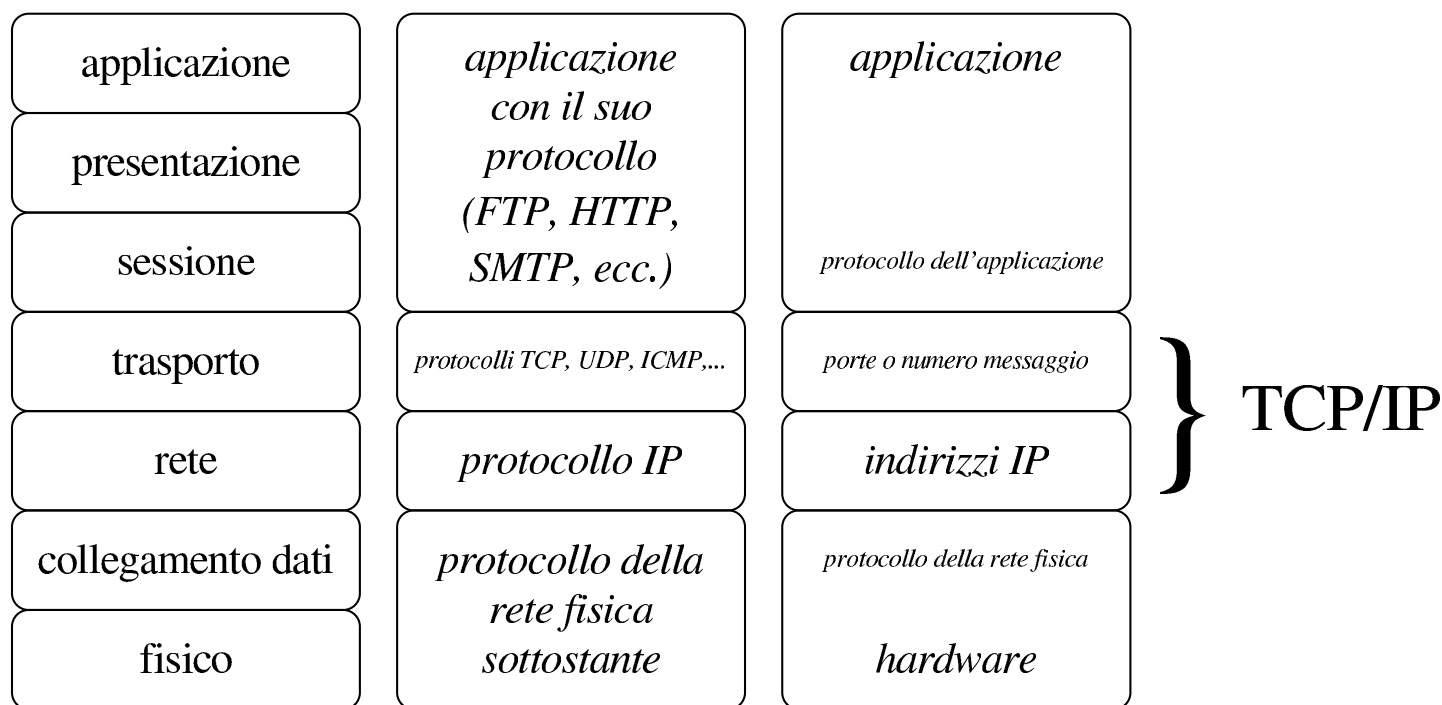 applicazione
presentazione
sessione
trasporto
rete
collegamento dati
fisico
applicazione
con il suo
protocollo
(FTP, HTTP,
SMTP, ecc.)
protocolli TCP, UDP, ICMP,...
protocollo IP
protocollo della
rete fisica
sottostante
applicazione
protocollo dell'applicazione
porte o numero messaggio
indirizzi IP
protocollo della rete fisica
hardware
TCP/IP